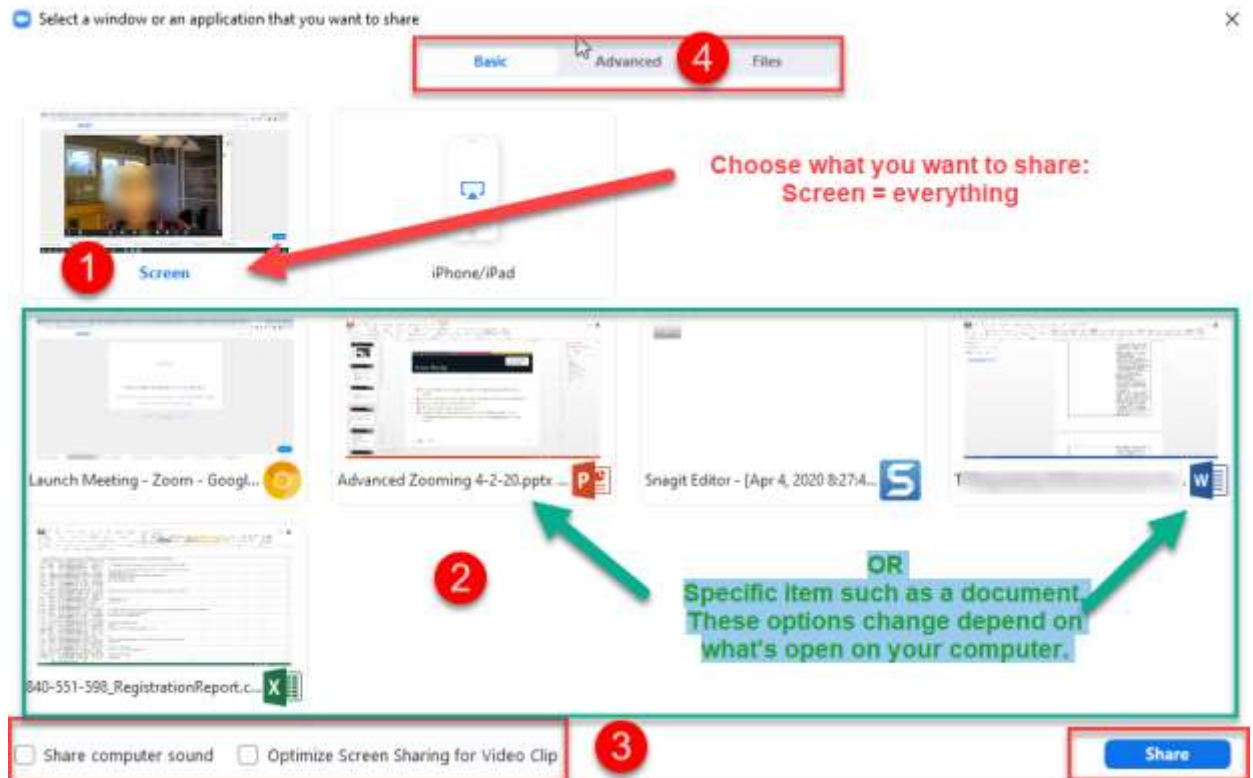 Select a window or an application that you want to share
Basic Advanced 4 Files
Choose what you want to share:
Screen = everything
1
Screen
iPhone/iPad
Launch Meeting - Zoom - Googl...
Advanced Zooming 4-2-20.pptx ...
Snagit Editor - [Apr 4, 2020 8:27:4...
T
P
S
W
OR
2
Specific item such as a document.
These options change depend on
what's open on your computer.
840-551-598_RegistrationReport.c...
X
Share computer sound
Optimize Screen Sharing for Video Clip
3
Share